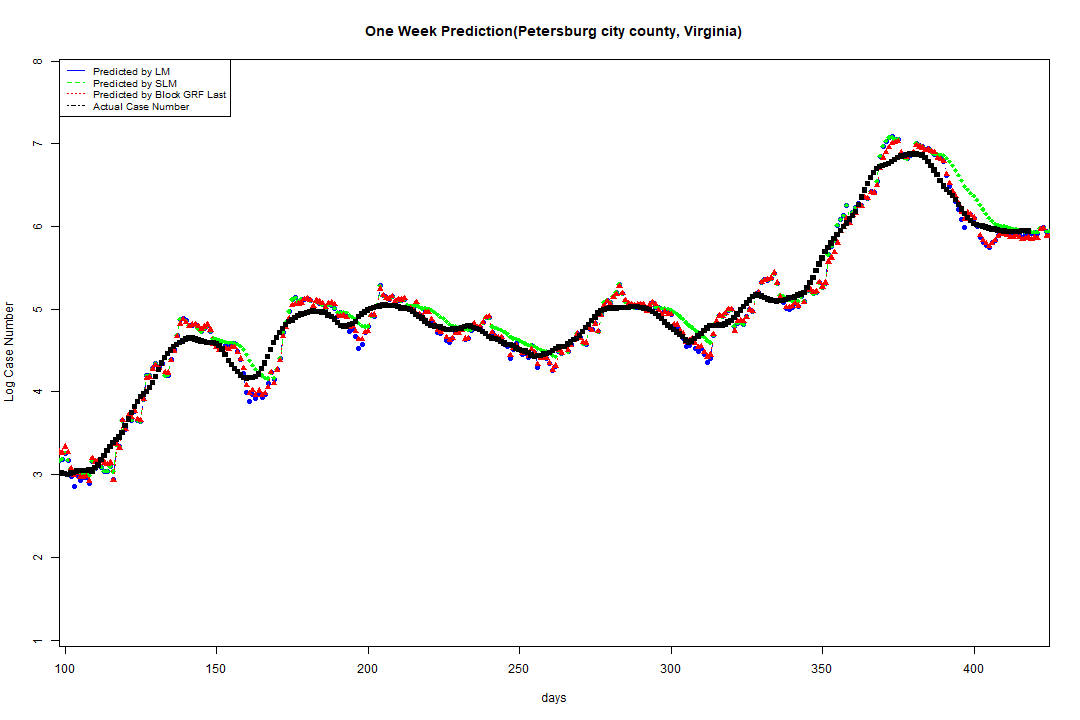 One Week Prediction(Petersburg city county, Virginia)
Predicted by LM
Predicted by SLM
Predicted by Block GRF Last
Actual Case Number
8
7
6
5
4
3
2
1
Log Case Number
100 150 200 250 300 350 400
days